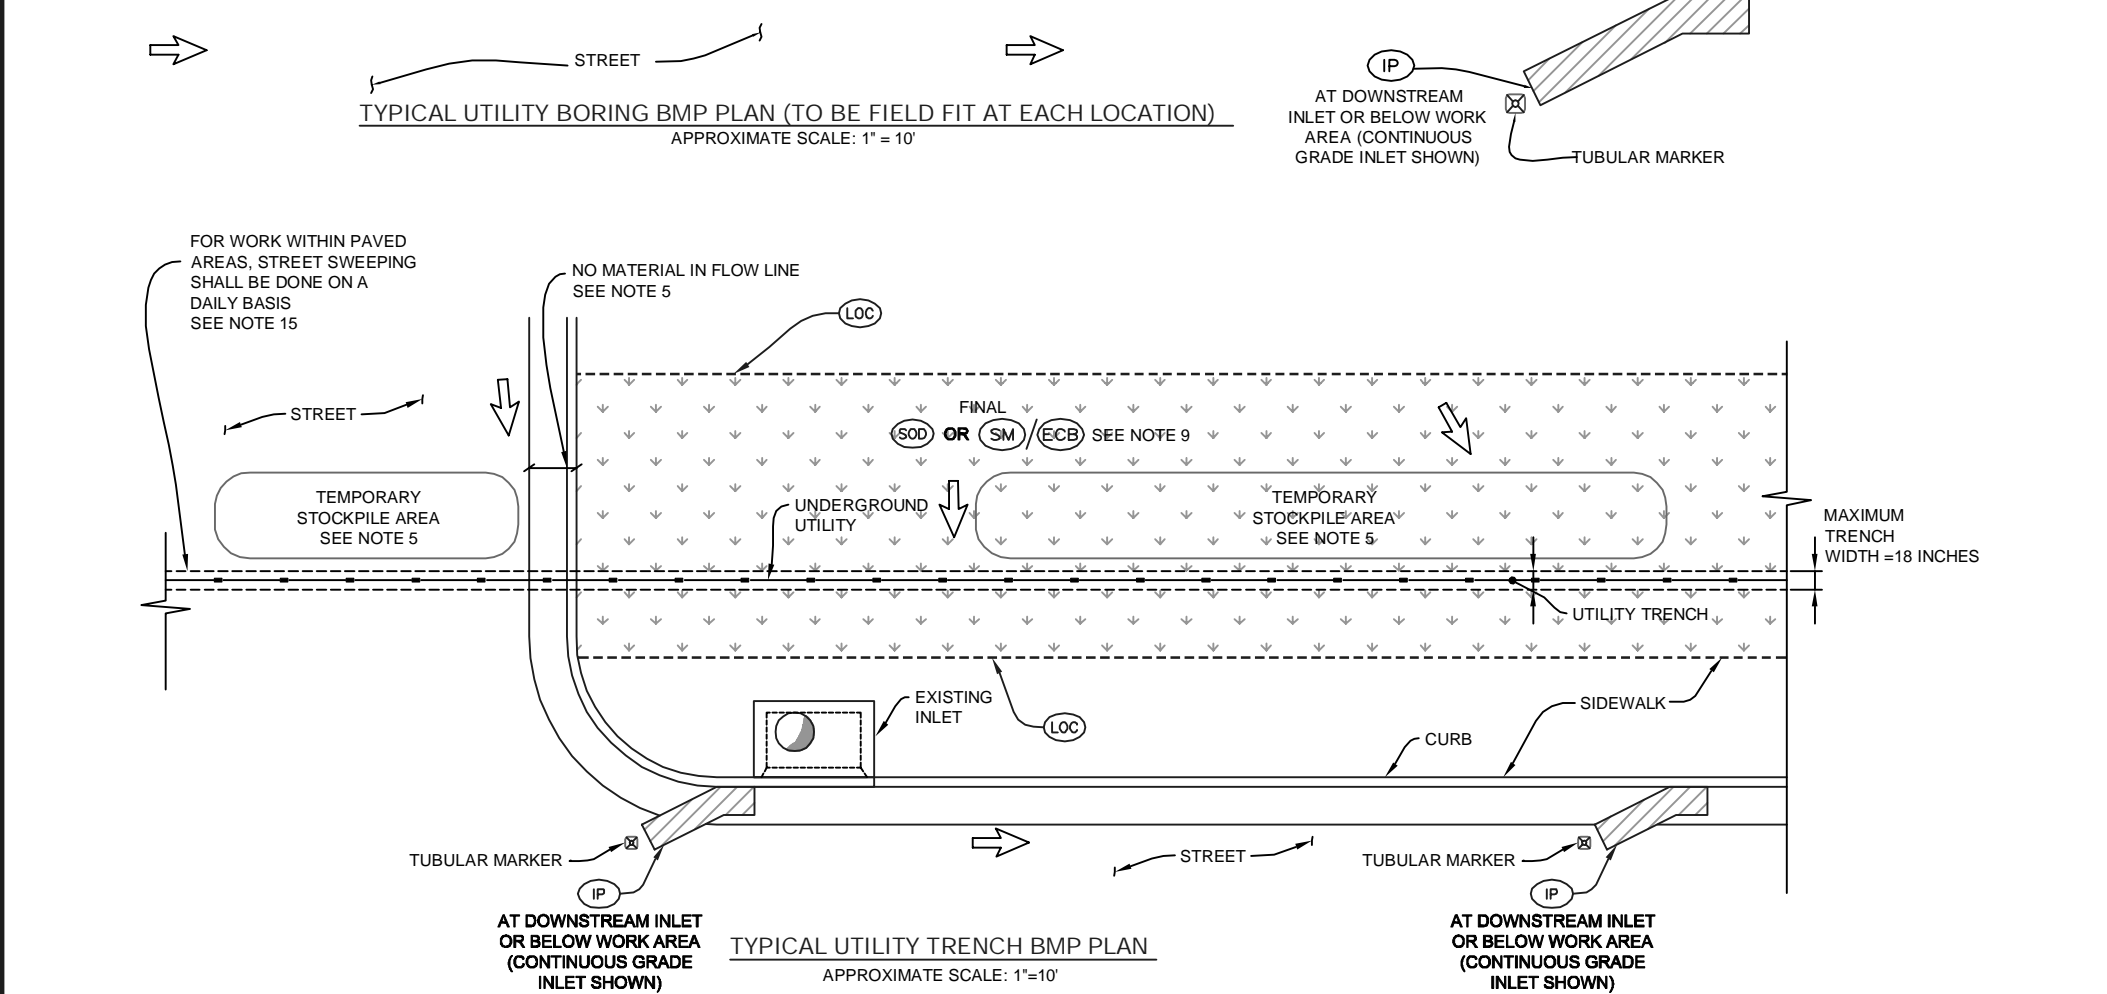 STREET
TYPICAL UTILITY BORING BMP PLAN (TO BE FIELD FIT AT EACH LOCATION)
APPROXIMATE SCALE: 1" = 10'
IP
AT DOWNSTREAM
INLET OR BELOW WORK
AREA (CONTINUOUS
GRADE INLET SHOWN)
TUBULAR MARKER
FOR WORK WITHIN PAVED
AREAS, STREET SWEEPING
SHALL BE DONE ON A
DAILY BASIS
SEE NOTE 15
NO MATERIAL IN FLOW LINE
SEE NOTE 5
LOC
STREET
FINAL
SOD OR SM/ECB SEE NOTE 9
TEMPORARY
STOCKPILE AREA
SEE NOTE 5
UNDERGROUND
UTILITY
TEMPORARY
STOCKPILE AREA
SEE NOTE 5
MAXIMUM
TRENCH
WIDTH =18 INCHES
UTILITY TRENCH
EXISTING
INLET
LOC
SIDEWALK
CURB
TUBULAR MARKER
IP
AT DOWNSTREAM INLET
OR BELOW WORK AREA
(CONTINUOUS GRADE
INLET SHOWN)
STREET
TUBULAR MARKER
IP
AT DOWNSTREAM INLET
OR BELOW WORK AREA
(CONTINUOUS GRADE
INLET SHOWN)
TYPICAL UTILITY TRENCH BMP PLAN
APPROXIMATE SCALE: 1"=10'